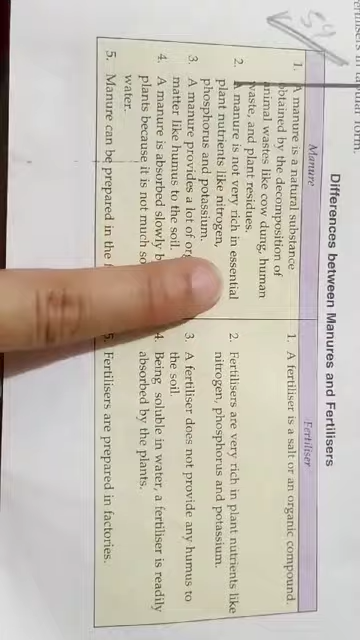 Differences between Manures and Fertilisers
Manure
1. A manure is a natural substance
obtained by the decomposition of
animal wastes like cow dung, human
waste, and plant residues.
2. A manure is not very rich in essential
plant nutrients like nitrogen,
phosphorus and potassium.
3. A manure provides a lot of
matter like humus to the soil.
4. A manure is absorbed slowly
plants because it is not much
water.
5. Manure can be prepared in the
Fertiliser
1. A fertiliser is a salt or an organic compound.
2. Fertilisers are very rich in plant nutrients like
nitrogen, phosphorus and potassium.
3. A fertiliser does not provide any humus to
the soil.
4. Being soluble in water, a fertiliser is readily
absorbed by the plants.
5. Fertilisers are prepared in factories.